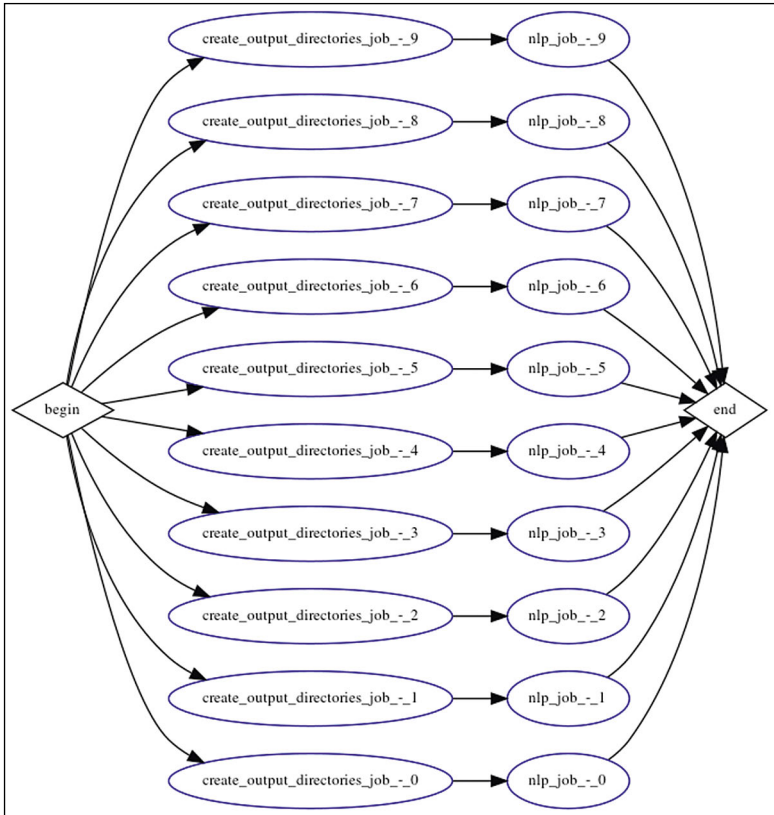 create_output_directories_job_-_9 nlp_job_-_9
create_output_directories_job_-_8 nlp_job_-_8
create_output_directories_job_-_7 nlp_job_-_7
create_output_directories_job_-_6 nlp_job_-_6
create_output_directories_job_-_5 nlp_job_-_5
begin end
create_output_directories_job_-_4 nlp_job_-_4
create_output_directories_job_-_3 nlp_job_-_3
create_output_directories_job_-_2 nlp_job_-_2
create_output_directories_job_-_1 nlp_job_-_1
create_output_directories_job_-_0 nlp_job_-_0